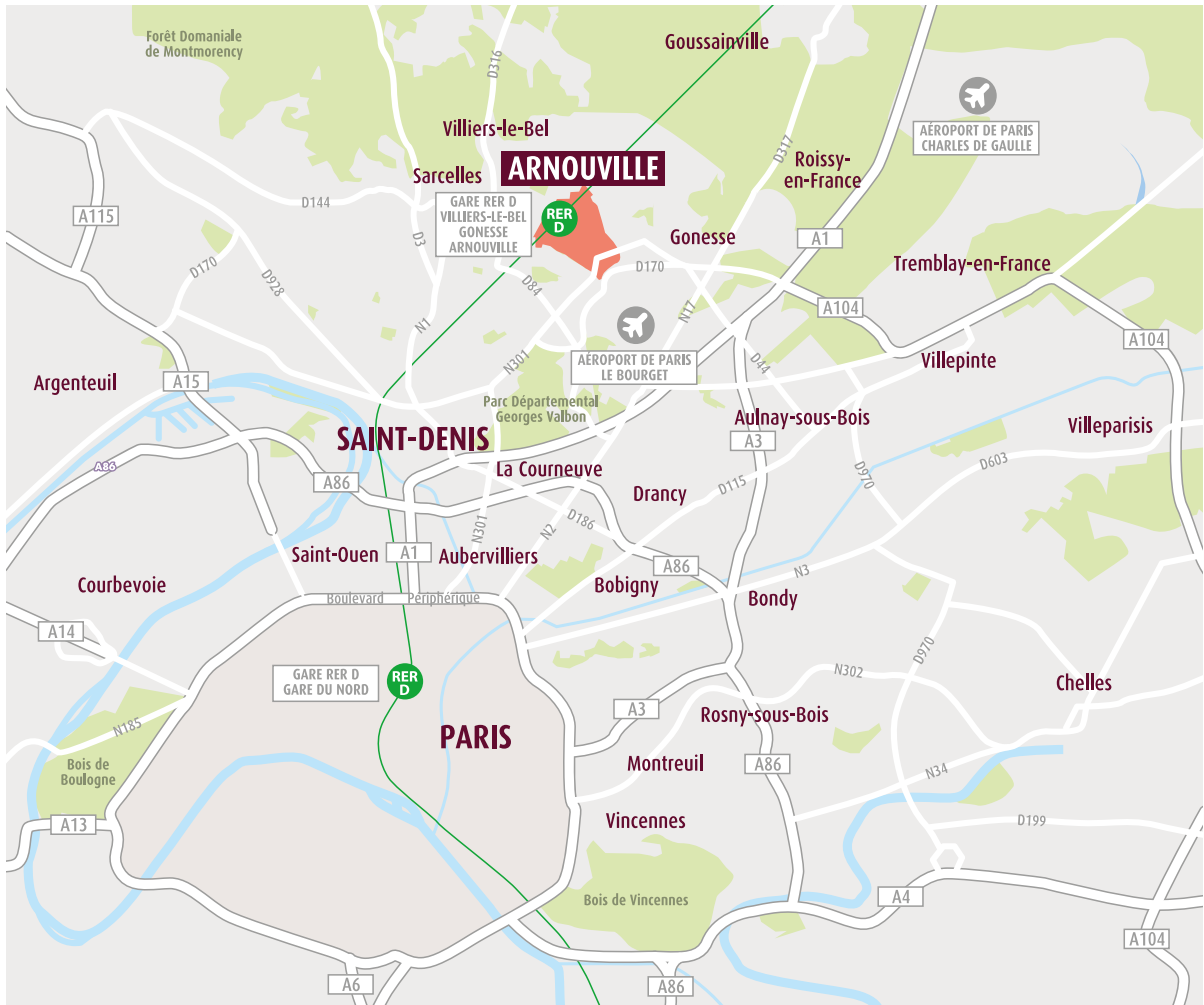 Forêt Domaniale
de Montmorency
Goussainville
D316
AÉROPORT DE PARIS
CHARLES DE GAULLE
Villiers-le-Bel
D317
Roissy-
en-France
ARNOUVILLE
Sarcelles
D144
A115
GARE RER D
VILLIERS-LE-BEL
GONESSE
ARNOUVILLE
RER
D
D3
Gonesse
A1
D170
D928
D170
Tremblay-en-France
D84
A104
N17
N1
A104
AÉROPORT DE PARIS
LE BOURGET
N301
D44
Villepinte
Argenteuil
A15
Parc Départemental
Georges Valbon
Aulnay-sous-Bois
Villeparisis
SAINT-DENIS
A3
A86
La Courneuve
D603
A86
D115
D970
Drancy
D186
N301
N2
Saint-Ouen
A1
Aubervilliers
A86
N3
Courbevoie
Bobigny
Bondy
Boulevard Périphérique
A14
D970
GARE RER D
GARE DU NORD
RER
D
N302
Chelles
A3
Rosny-sous-Bois
N185
PARIS
Montreuil
A86
Bois de
Boulogne
N34
A13
Vincennes
D199
Bois de Vincennes
A4
A104
A6
A86